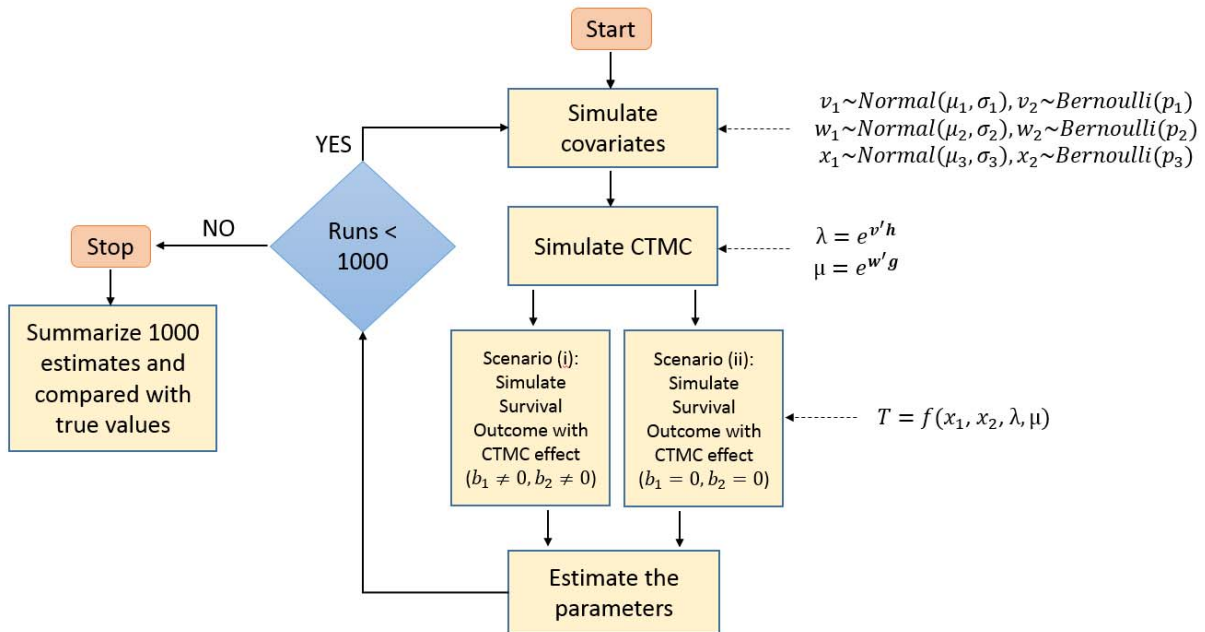 Start
Simulate
covariates
v₁~Normal(μ₁, σ₁), v₂~Bernoulli(p₁)
w₁~Normal(μ₂, σ₂), w₂~Bernoulli(p₂)
x₁~Normal(μ₃, σ₃), x₂~Bernoulli(p₃)
YES
NO
Stop
Runs <
1000
Simulate CTMC
λ = e^{v′h}
μ = e^{w′g}
Summarize 1000
estimates and
compared with
true values
Scenario (i):
Simulate
Survival
Outcome with
CTMC effect
(b₁ ≠ 0, b₂ ≠ 0)
Scenario (ii):
Simulate
Survival
Outcome with
CTMC effect
(b₁ = 0, b₂ = 0)
T = f(x₁, x₂, λ, μ)
Estimate the
parameters